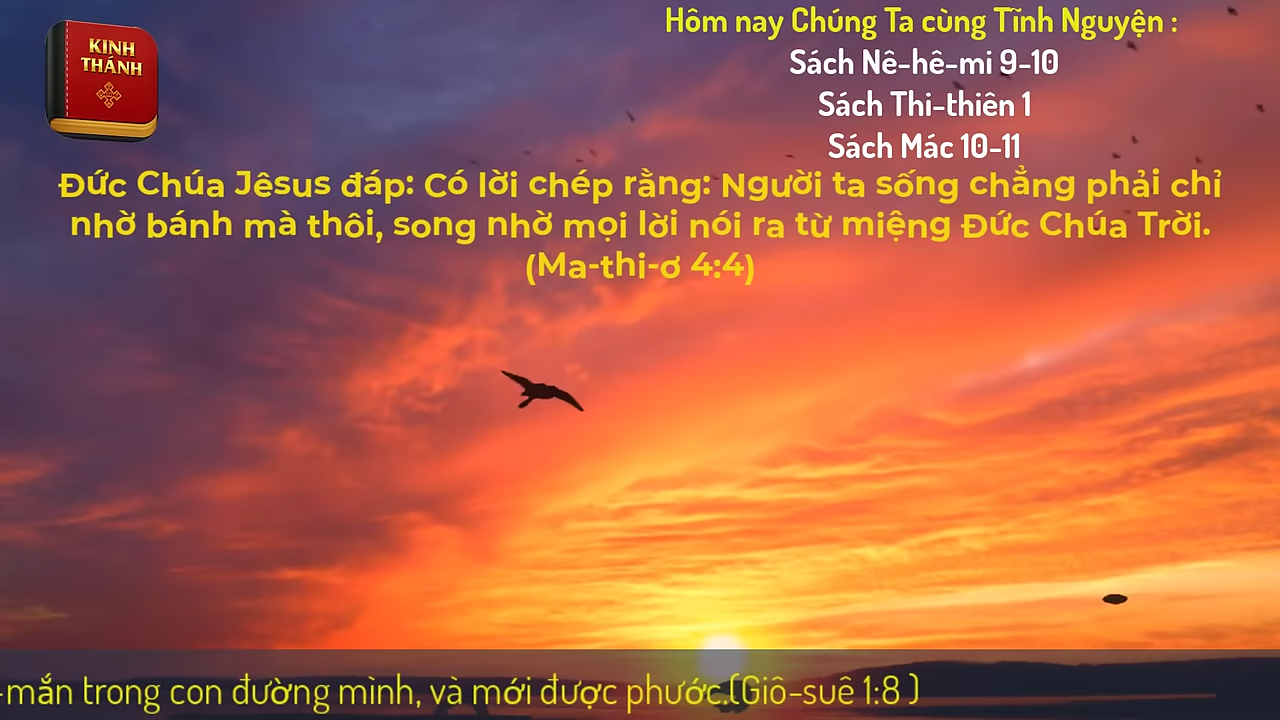 KINH
THÁNH
Hôm nay Chúng Ta cùng Tĩnh Nguyện :
Sách Nê-hê-mi 9-10
Sách Thi-thiên 1
Sách Mác 10-11
Đức Chúa Jêsus đáp: Có lời chép rằng: Người ta sống chẳng phải chỉ
nhờ bánh mà thôi, song nhờ mọi lời nói ra từ miệng Đức Chúa Trời.
(Ma-thi-ơ 4:4)
-mắn trong con đường mình, và mới được phước.(Giô-suê 1:8 )